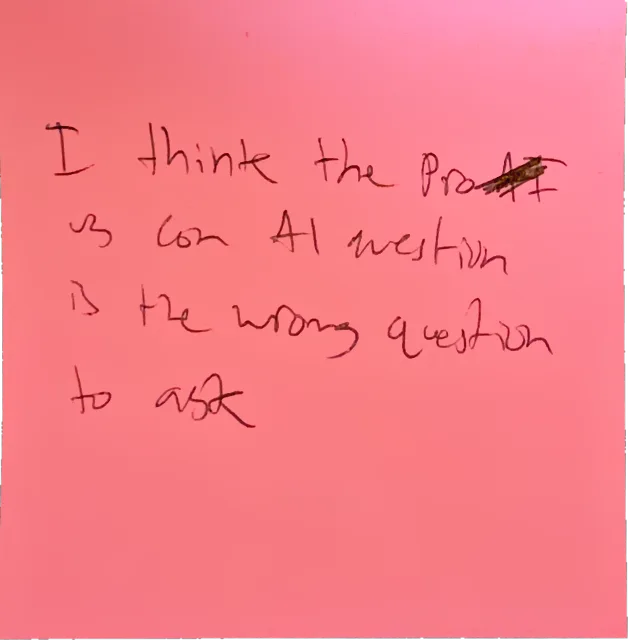 I think the Pro
vs con AI question
is the wrong question
to ask